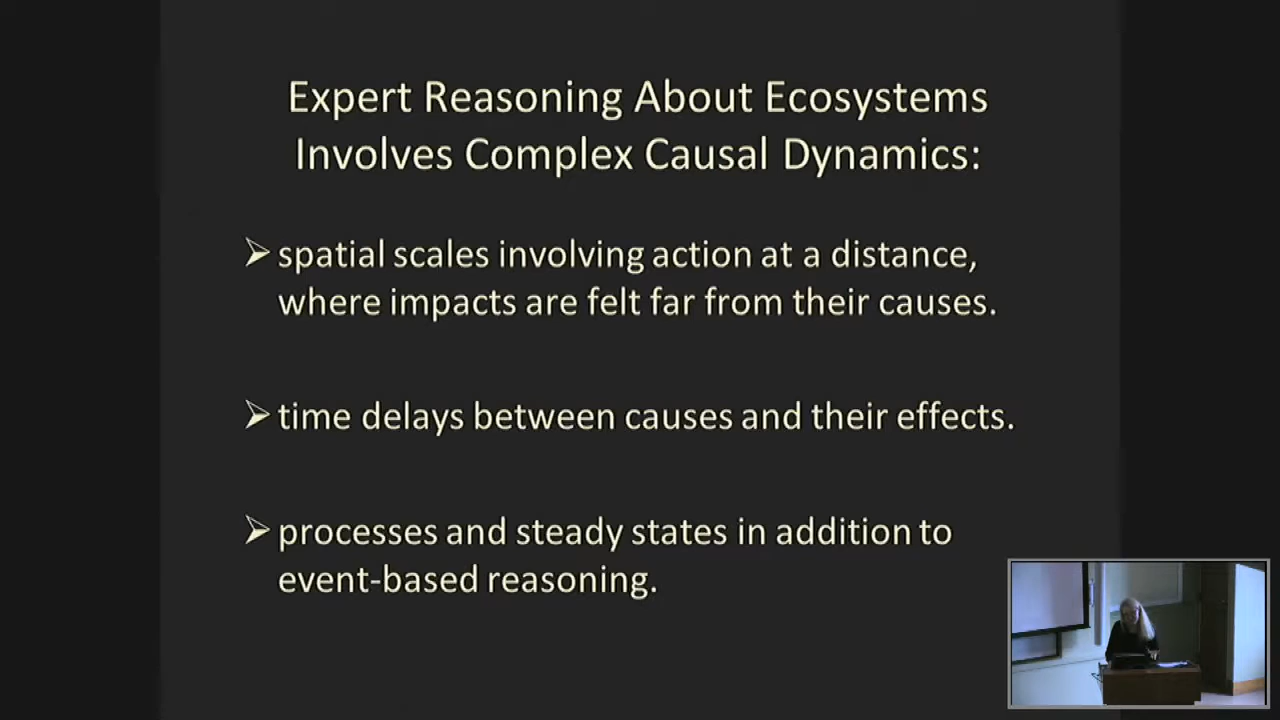 Expert Reasoning About Ecosystems
Involves Complex Causal Dynamics:
➢ spatial scales involving action at a distance,
where impacts are felt far from their causes.
➢ time delays between causes and their effects.
➢ processes and steady states in addition to
event-based reasoning.